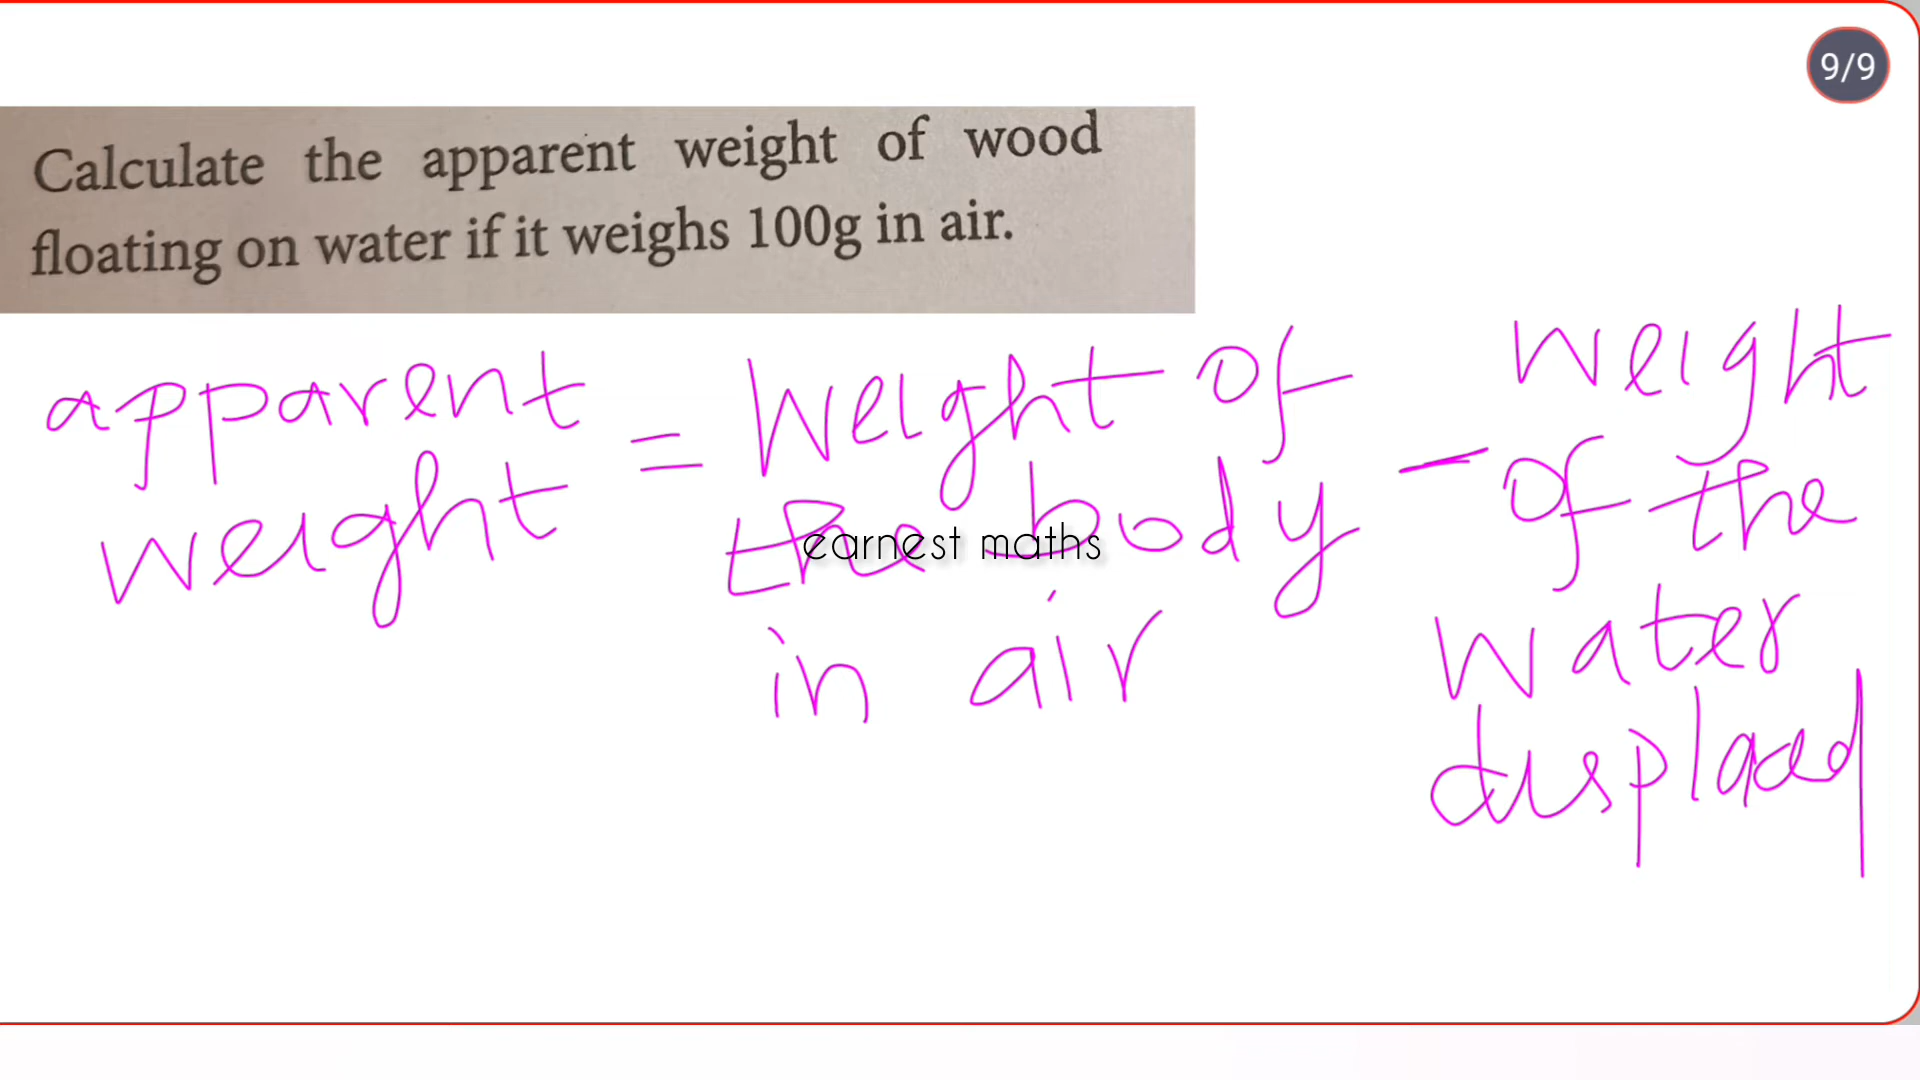 9/9
Calculate the apparent weight of wood
floating on water if it weighs 100g in air.
apparent weight = Weight of the body in air - Weight of the water displaced
earnest maths